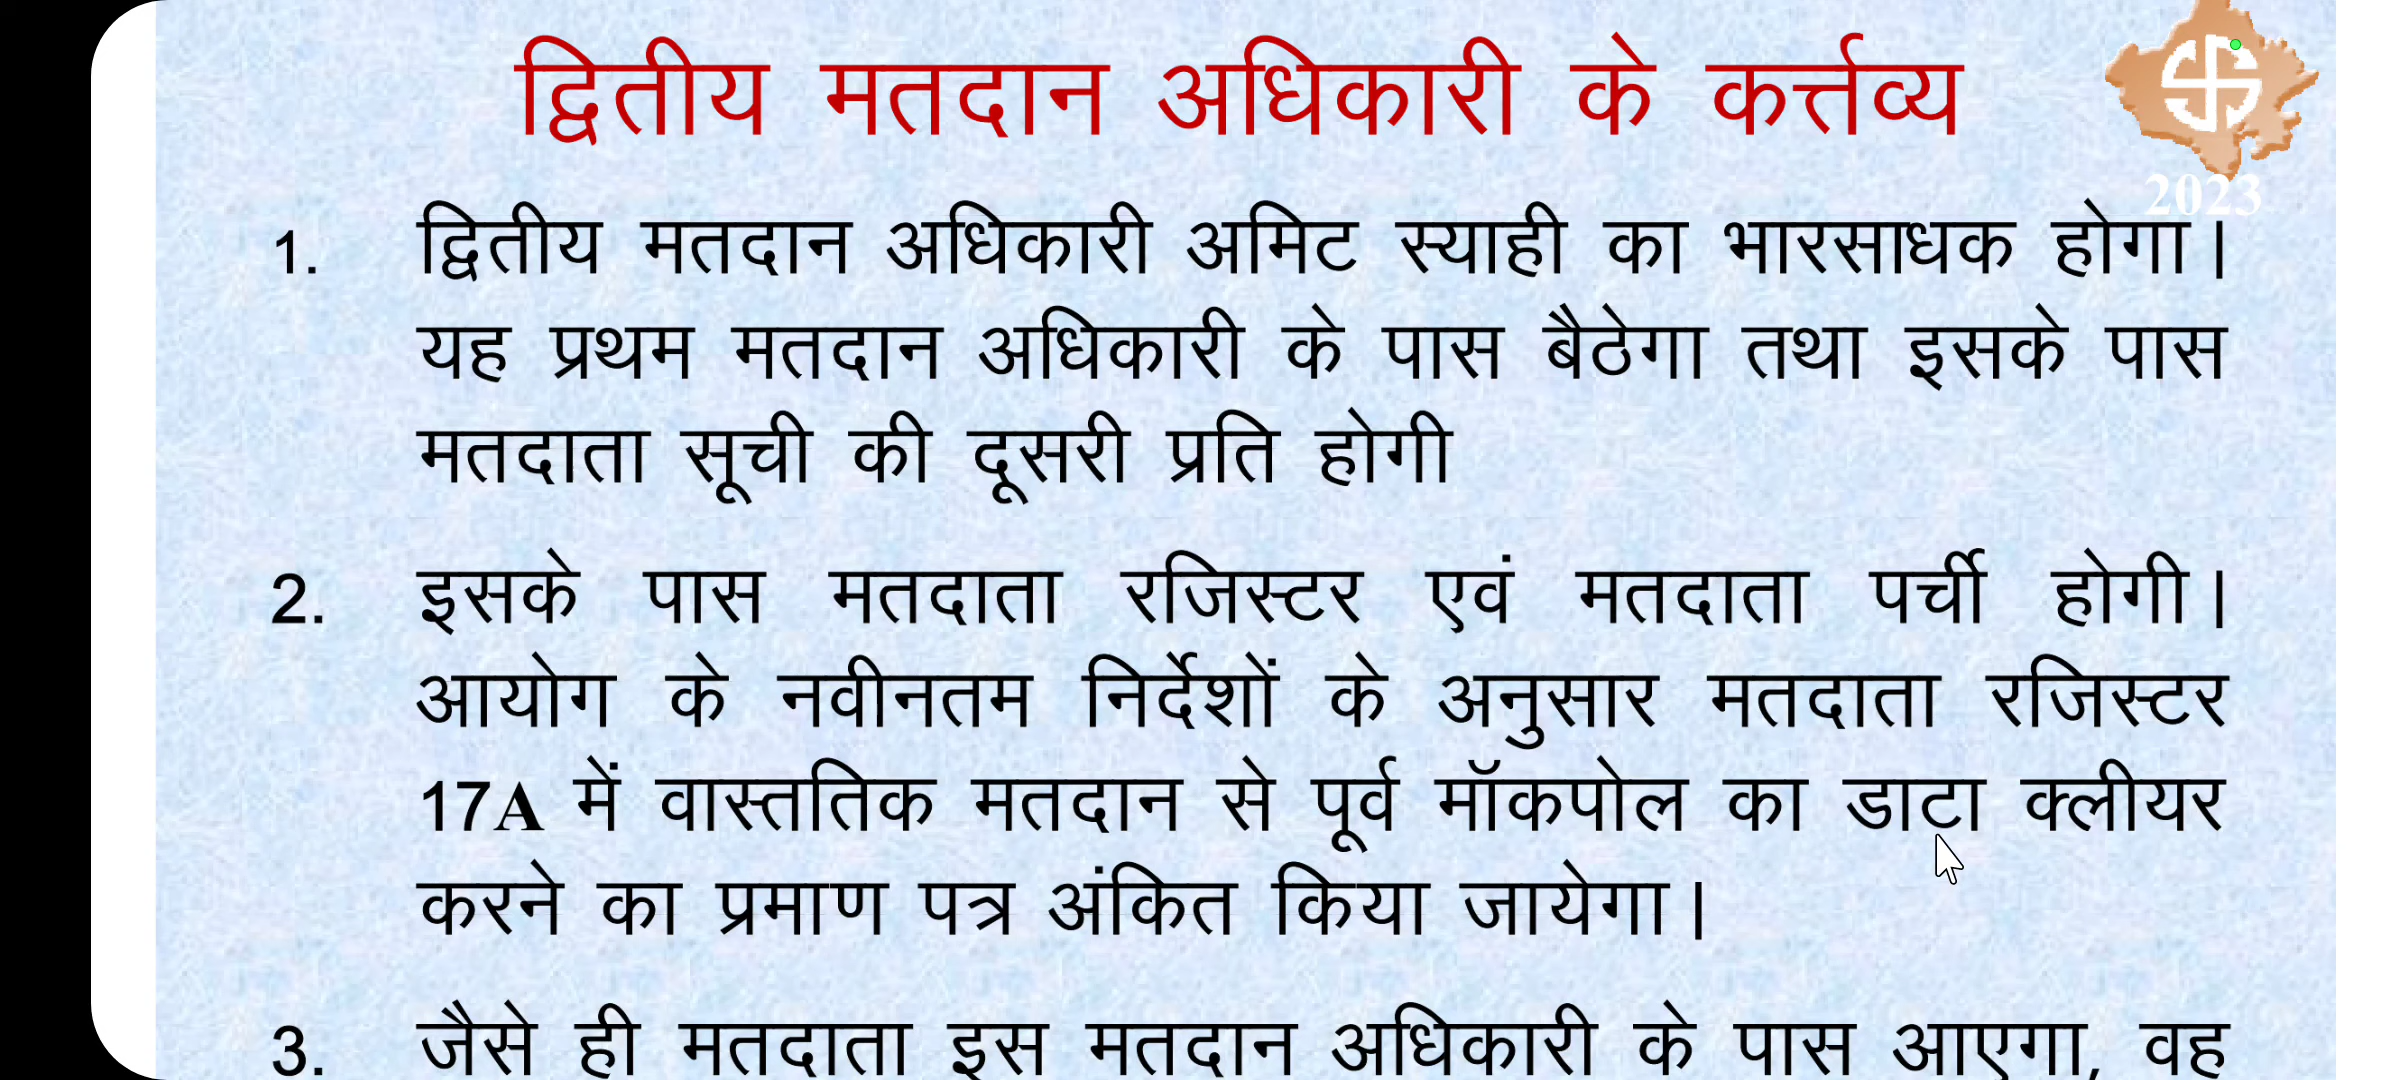 द्वितीय मतदान अधिकारी के कर्त्तव्य
2023
1. द्वितीय मतदान अधिकारी अमिट स्याही का भारसाधक होगा।
यह प्रथम मतदान अधिकारी के पास बैठेगा तथा इसके पास
मतदाता सूची की दूसरी प्रति होगी
2. इसके पास मतदाता रजिस्टर एवं मतदाता पर्ची होगी।
आयोग के नवीनतम निर्देशों के अनुसार मतदाता रजिस्टर
17A में वास्ततिक मतदान से पूर्व मॉकपोल का डाटा क्लीयर
करने का प्रमाण पत्र अंकित किया जायेगा।
3. जैसे ही मतदाता इस मतदान अधिकारी के पास आएगा, वह